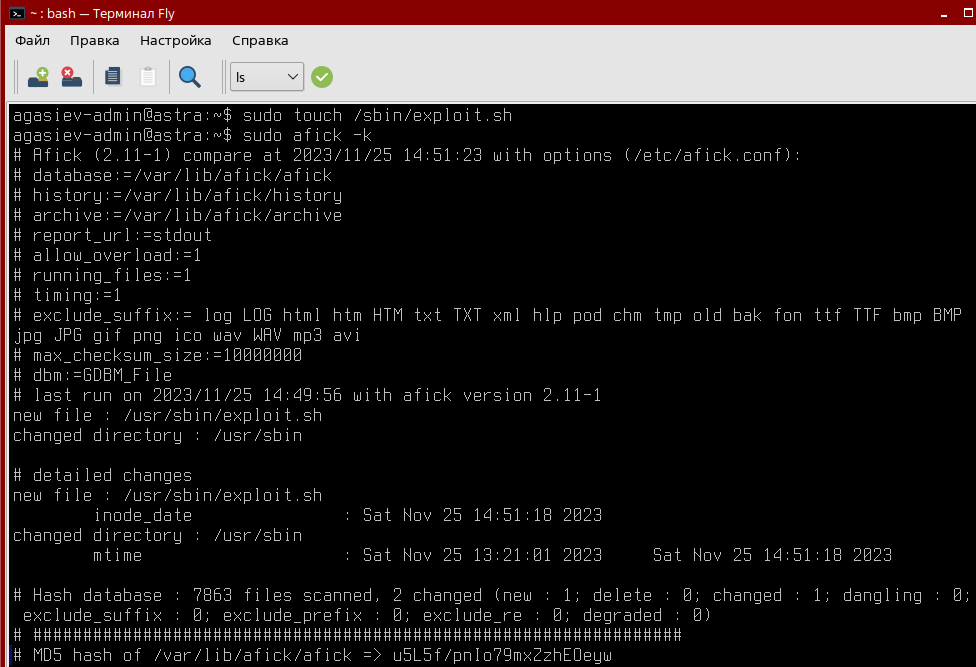 ~ : bash — Терминал Fly
Файл Правка Настройка Справка
ls
agasiev-admin@astra:~$ sudo touch /sbin/exploit.sh
agasiev-admin@astra:~$ sudo afick -k
# Afick (2.11-1) compare at 2023/11/25 14:51:23 with options (/etc/afick.conf):
# database:=/var/lib/afick/afick
# history:=/var/lib/afick/history
# archive:=/var/lib/afick/archive
# report_url:=stdout
# allow_overload:=1
# running_files:=1
# timing:=1
# exclude_suffix:= log LOG html htm HTM txt TXT xml hlp pod chm tmp old bak fon ttf TTF bmp BMP
jpg JPG gif png ico wav WAV mp3 avi
# max_checksum_size:=10000000
# dbm:=GDBM_File
# last run on 2023/11/25 14:49:56 with afick version 2.11-1
new file : /usr/sbin/exploit.sh
changed directory : /usr/sbin
# detailed changes
new file : /usr/sbin/exploit.sh
inode_date : Sat Nov 25 14:51:18 2023
changed directory : /usr/sbin
mtime : Sat Nov 25 13:21:01 2023 Sat Nov 25 14:51:18 2023
# Hash database : 7863 files scanned, 2 changed (new : 1; delete : 0; changed : 1; dangling : 0;
exclude_suffix : 0; exclude_prefix : 0; exclude_re : 0; degraded : 0)
# #################################################################
# MD5 hash of /var/lib/afick/afick => u5L5f/pnIo79mxZzhEOeyw